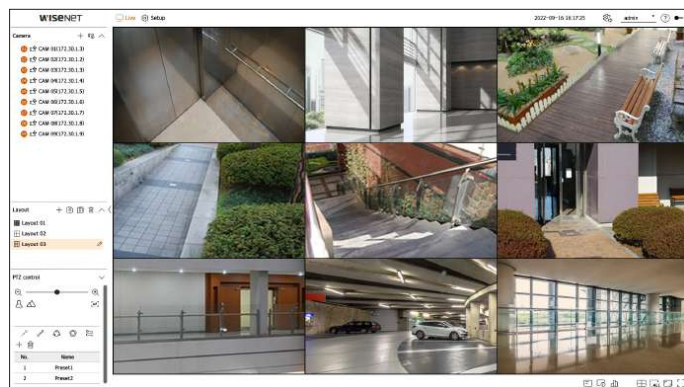 WISENET
Live Setup
2022-09-16 16:17:25
admin
Camera
CAM 01(172.30.1.3)
CAM 02(172.30.1.2)
CAM 03(172.30.1.3)
CAM 04(172.30.1.4)
CAM 05(172.30.1.5)
CAM 06(172.30.1.6)
CAM 07(172.30.1.7)
CAM 08(172.30.1.8)
CAM 09(172.30.1.9)
Layout
Layout 01
Layout 02
Layout 03
PTZ control
No. Name
1 Preset1
2 Preset2